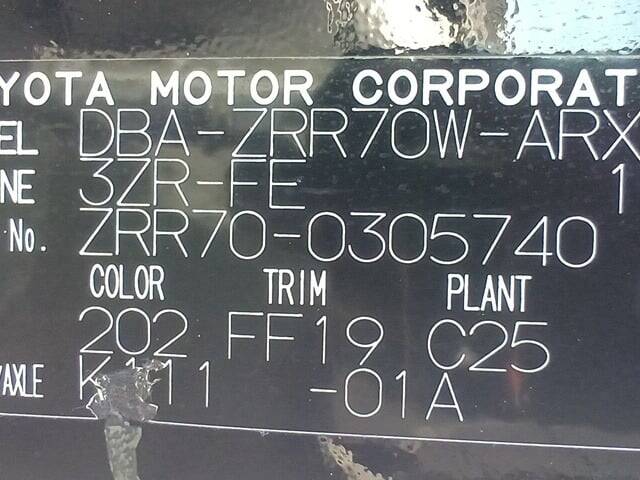 YOTA MOTOR CORPORAT
EL DBA-ZRR70W-ARX
NE 3ZR-FE 1
No. ZRR70-0305740
COLOR TRIM PLANT
202 FF19 C25
/AXLE K111 -01A